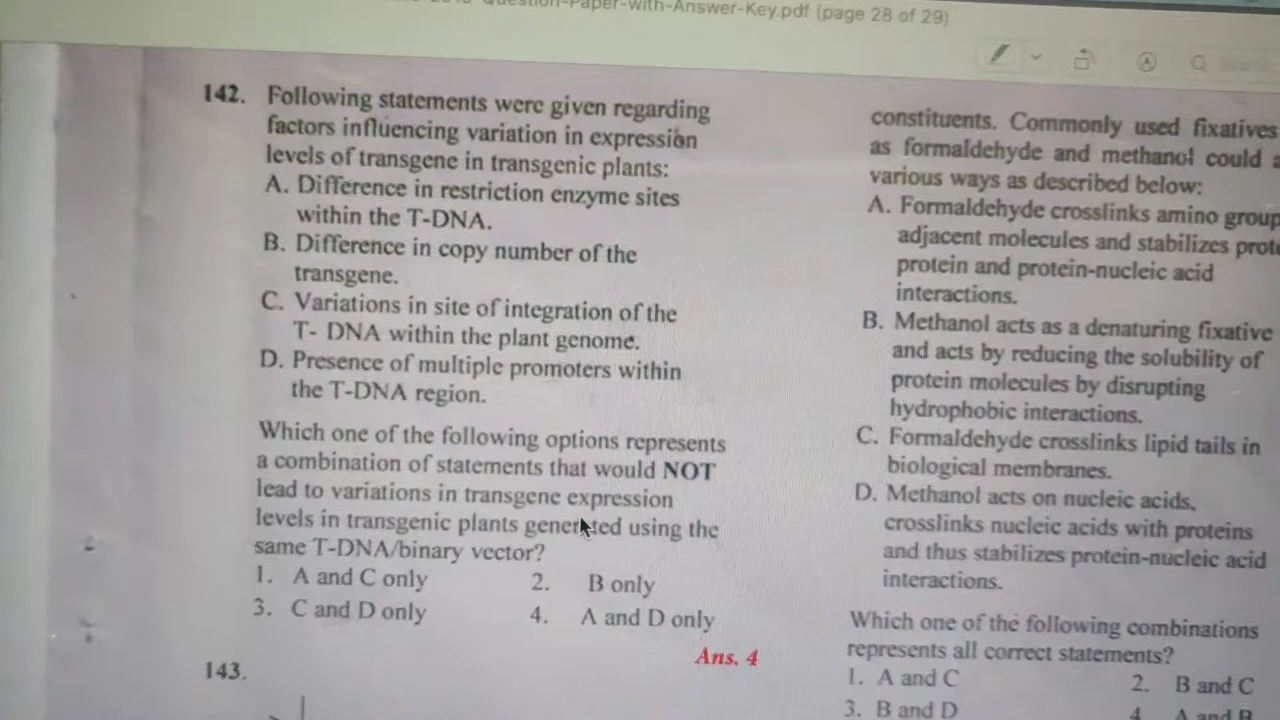 -Paper-with-Answer-Key.pdf (page 28 of 29)
142. Following statements were given regarding
factors influencing variation in expression
levels of transgene in transgenic plants:
A. Difference in restriction enzyme sites
within the T-DNA.
B. Difference in copy number of the
transgene.
C. Variations in site of integration of the
T- DNA within the plant genome.
D. Presence of multiple promoters within
the T-DNA region.
Which one of the following options represents
a combination of statements that would NOT
lead to variations in transgene expression
levels in transgenic plants generated using the
same T-DNA/binary vector?
1. A and C only 2. B only
3. C and D only 4. A and D only
Ans. 4
143.
constituents. Commonly used fixatives
as formaldehyde and methanol could
various ways as described below:
A. Formaldehyde crosslinks amino group
adjacent molecules and stabilizes
protein and protein-nucleic acid
interactions.
B. Methanol acts as a denaturing fixative
and acts by reducing the solubility of
protein molecules by disrupting
hydrophobic interactions.
C. Formaldehyde crosslinks lipid tails in
biological membranes.
D. Methanol acts on nucleic acids,
crosslinks nucleic acids with proteins
and thus stabilizes protein-nucleic acid
interactions.
Which one of the following combinations
represents all correct statements?
1. A and C 2. B and C
3. B and D 4. A and B